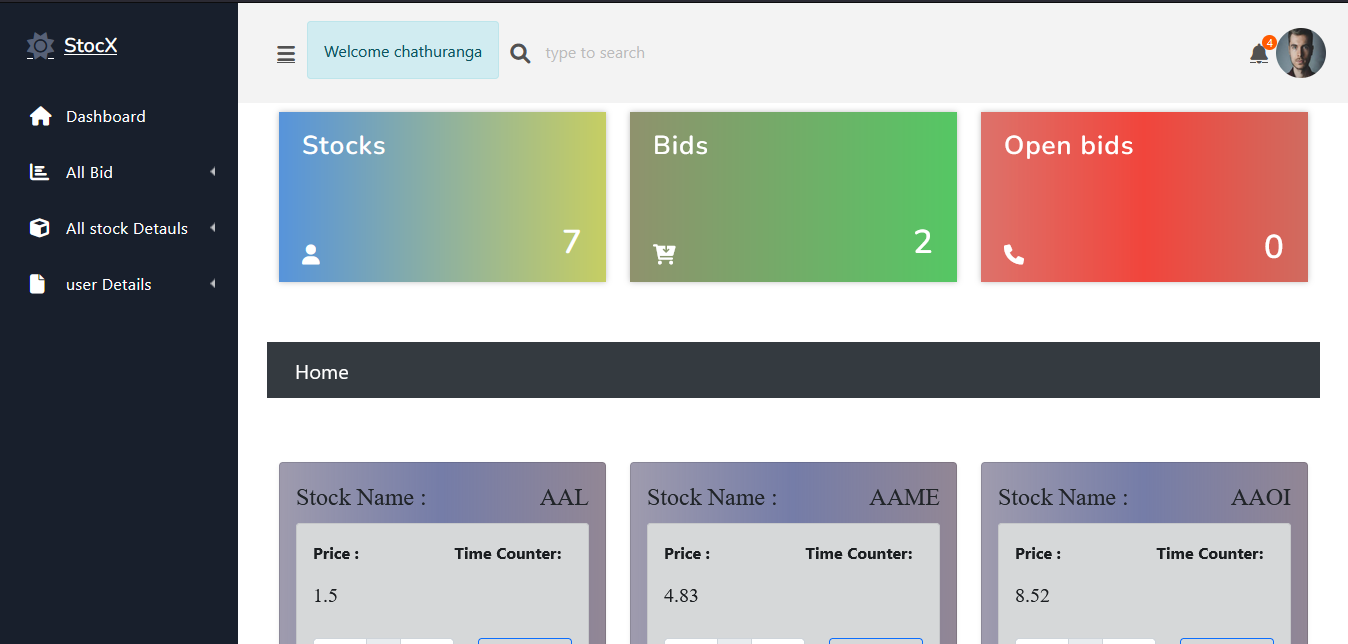 StocX
Welcome chathuranga
type to search
4
Dashboard
All Bid
All stock Detauls
user Details
Stocks
7
Bids
2
Open bids
0
Home
Stock Name : AAL
Price : Time Counter:
1.5
Stock Name : AAME
Price : Time Counter:
4.83
Stock Name : AAOI
Price : Time Counter:
8.52